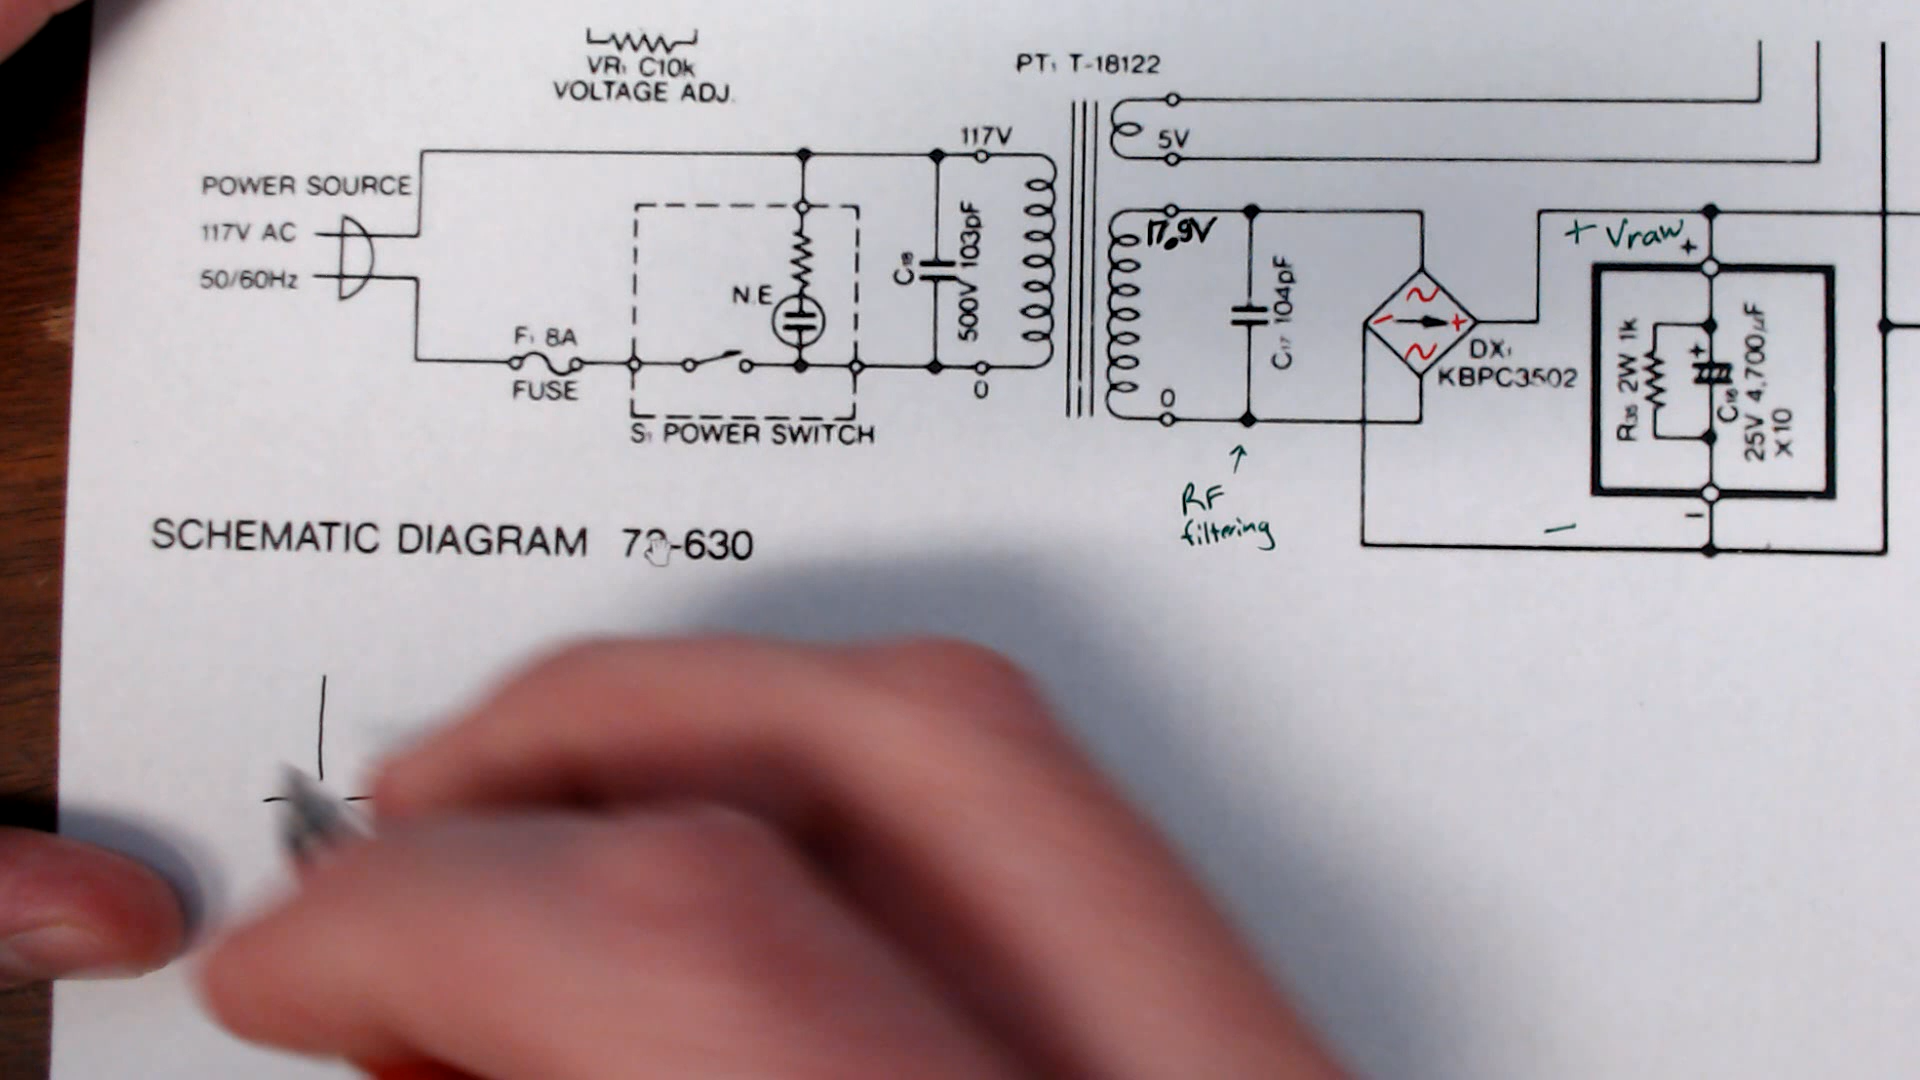 VR₁ C10k
VOLTAGE ADJ.
PT₁ T-18122
117V
5V
POWER SOURCE
117V AC
50/60Hz
F₁ 8A
FUSE
N.E
C₁₈
500V 103pF
0
S₁ POWER SWITCH
17.9V
0
C₁₇ 104pF
~
- +
~
DX₁
KBPC3502
+ Vraw
+
R₃₅ 2W 1k
+
C₁₆
25V 4,700μF
X10
-
-
RF
filtering
SCHEMATIC DIAGRAM
-630